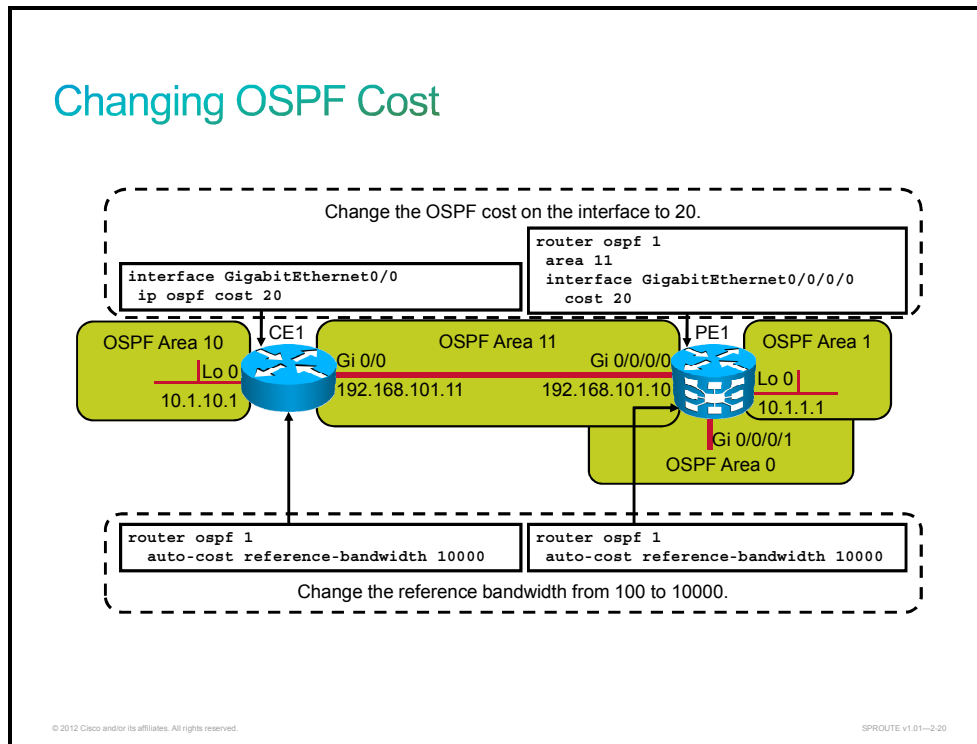 Changing OSPF Cost
Change the OSPF cost on the interface to 20.
interface GigabitEthernet0/0
ip ospf cost 20
router ospf 1
area 11
interface GigabitEthernet0/0/0/0
cost 20
OSPF Area 10
CE1
OSPF Area 11
PE1
OSPF Area 1
Lo 0
10.1.10.1
Gi 0/0
192.168.101.11
Gi 0/0/0/0
192.168.101.10
Lo 0
10.1.1.1
Gi 0/0/0/1
OSPF Area 0
router ospf 1
auto-cost reference-bandwidth 10000
router ospf 1
auto-cost reference-bandwidth 10000
Change the reference bandwidth from 100 to 10000.
© 2012 Cisco and/or its affiliates. All rights reserved.
SPROUTE v1.01—2-20